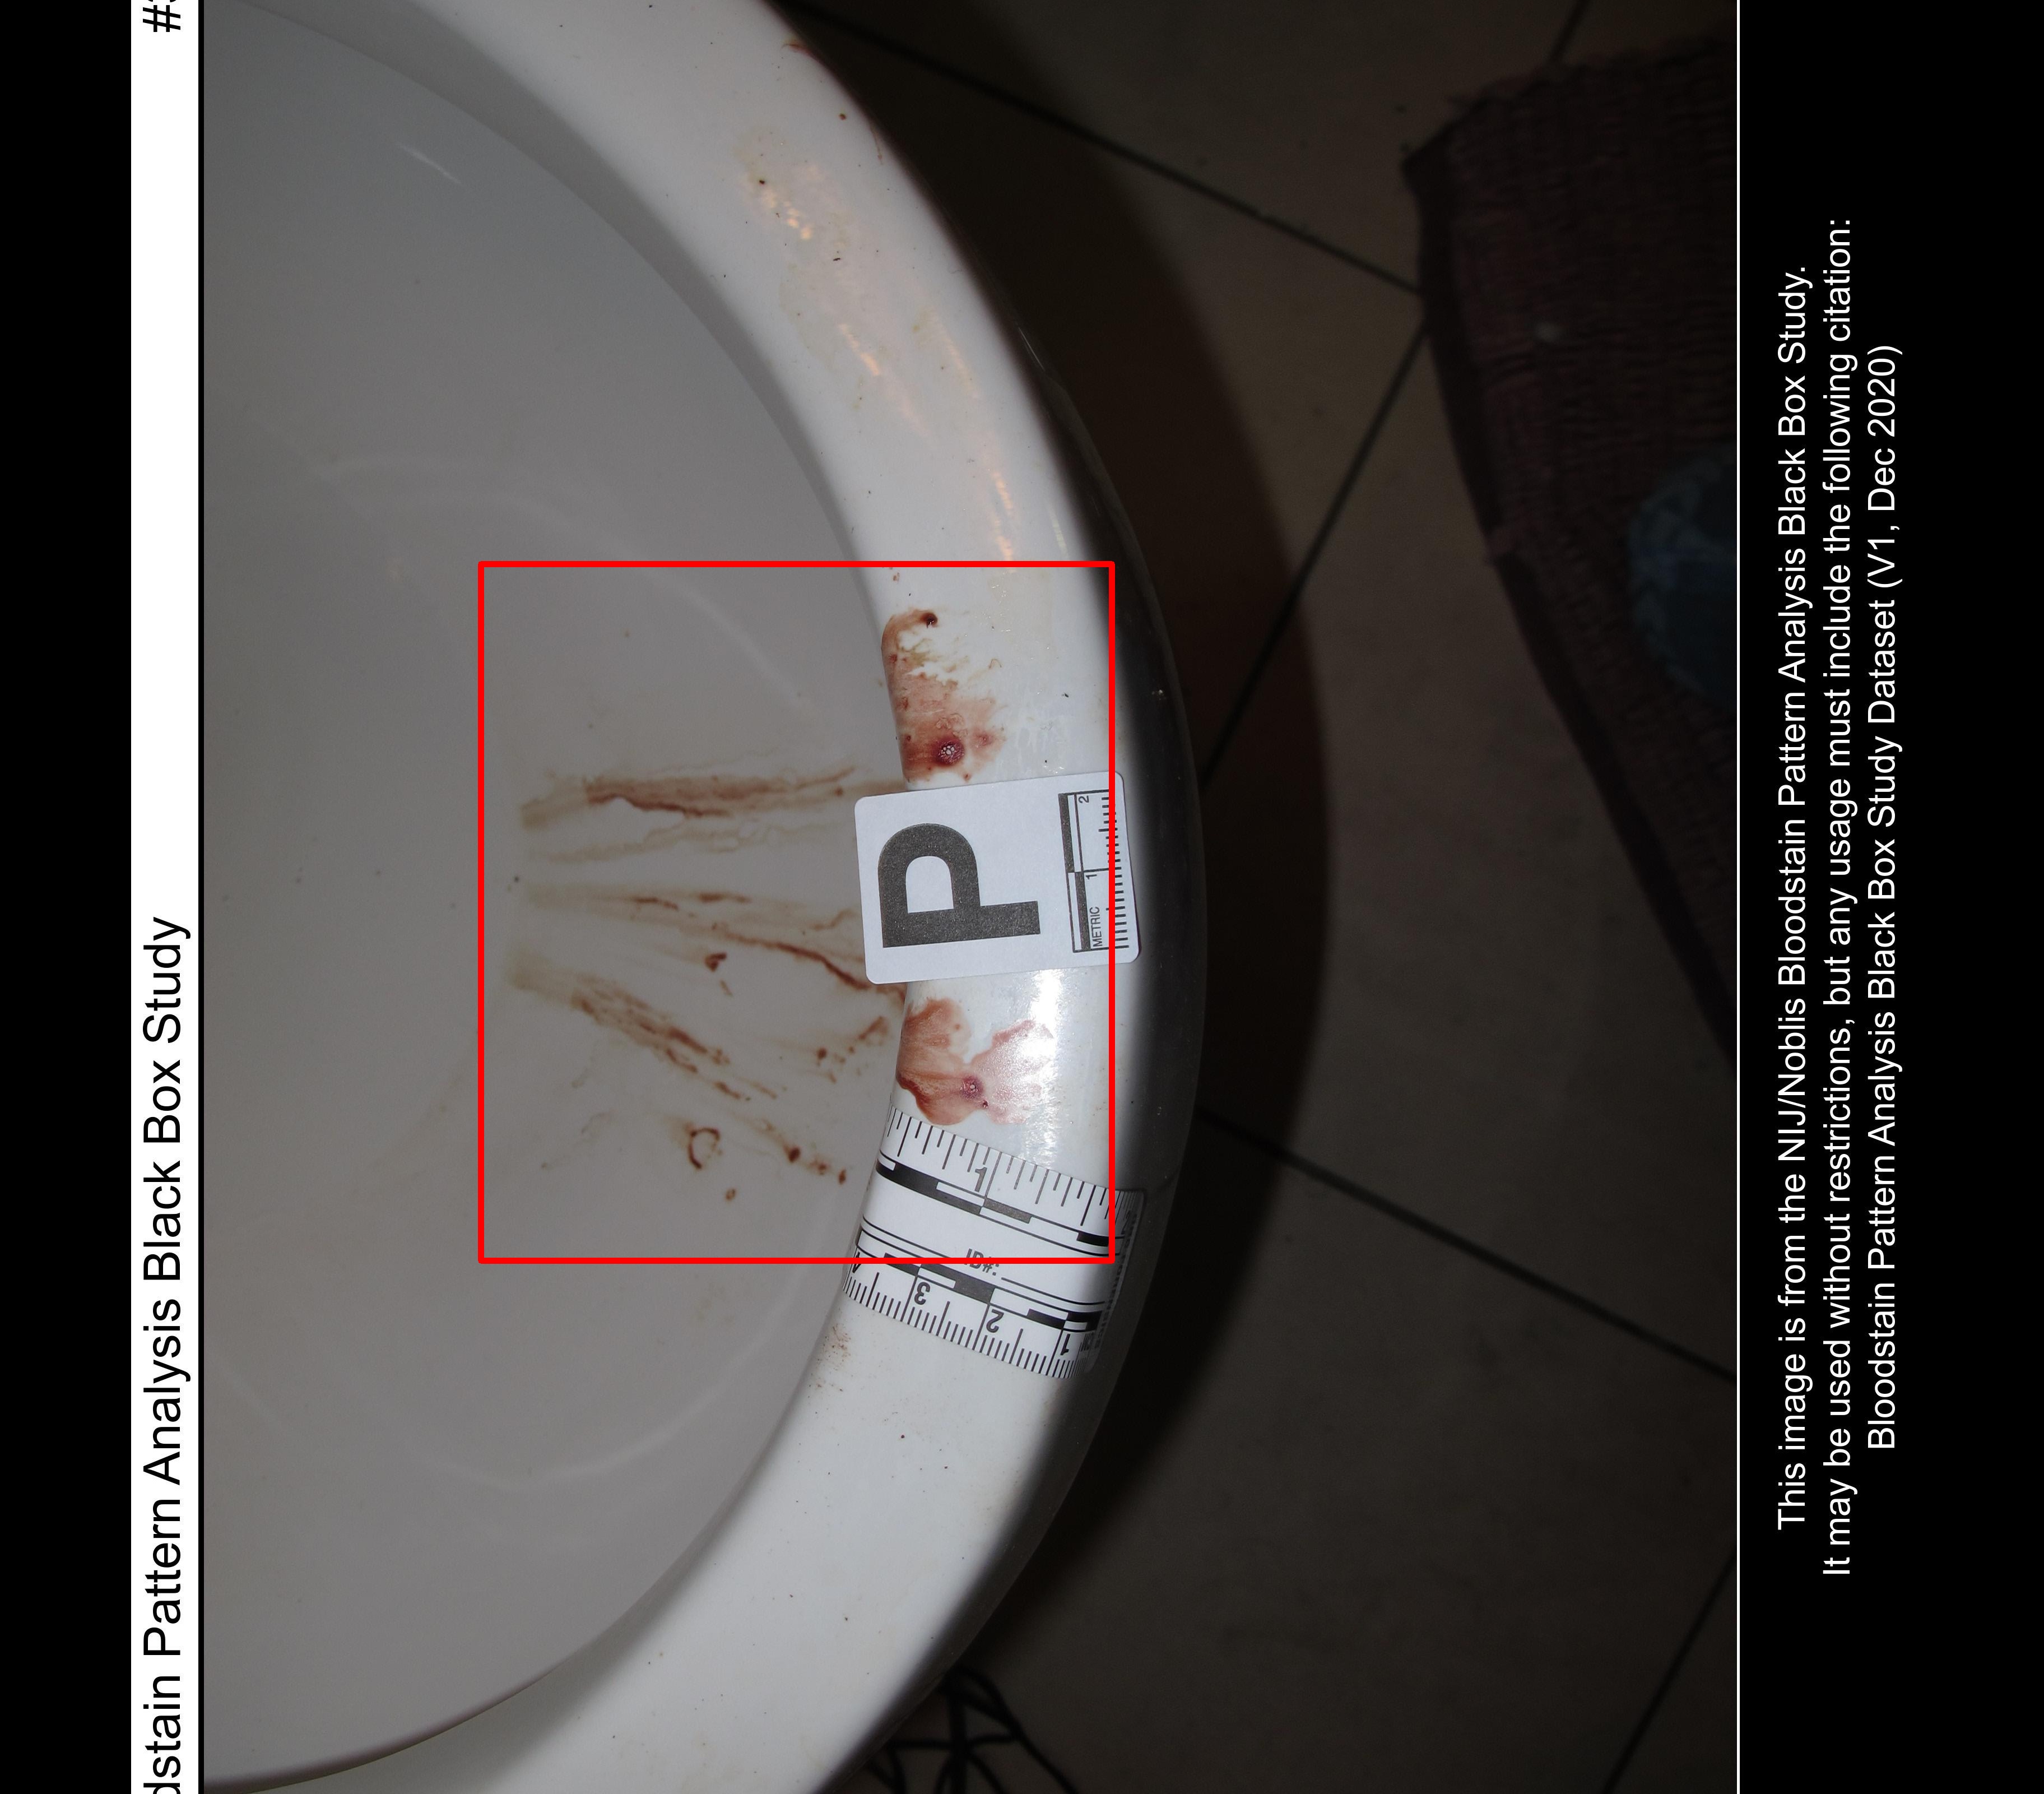 #
dstain Pattern Analysis Black Box Study
P
METRIC
1
2
1
ID#:
3
2
1
This image is from the NIJ/Noblis Bloodstain Pattern Analysis Black Box Study.
It may be used without restrictions, but any usage must include the following citation:
Bloodstain Pattern Analysis Black Box Study Dataset (V1, Dec 2020)